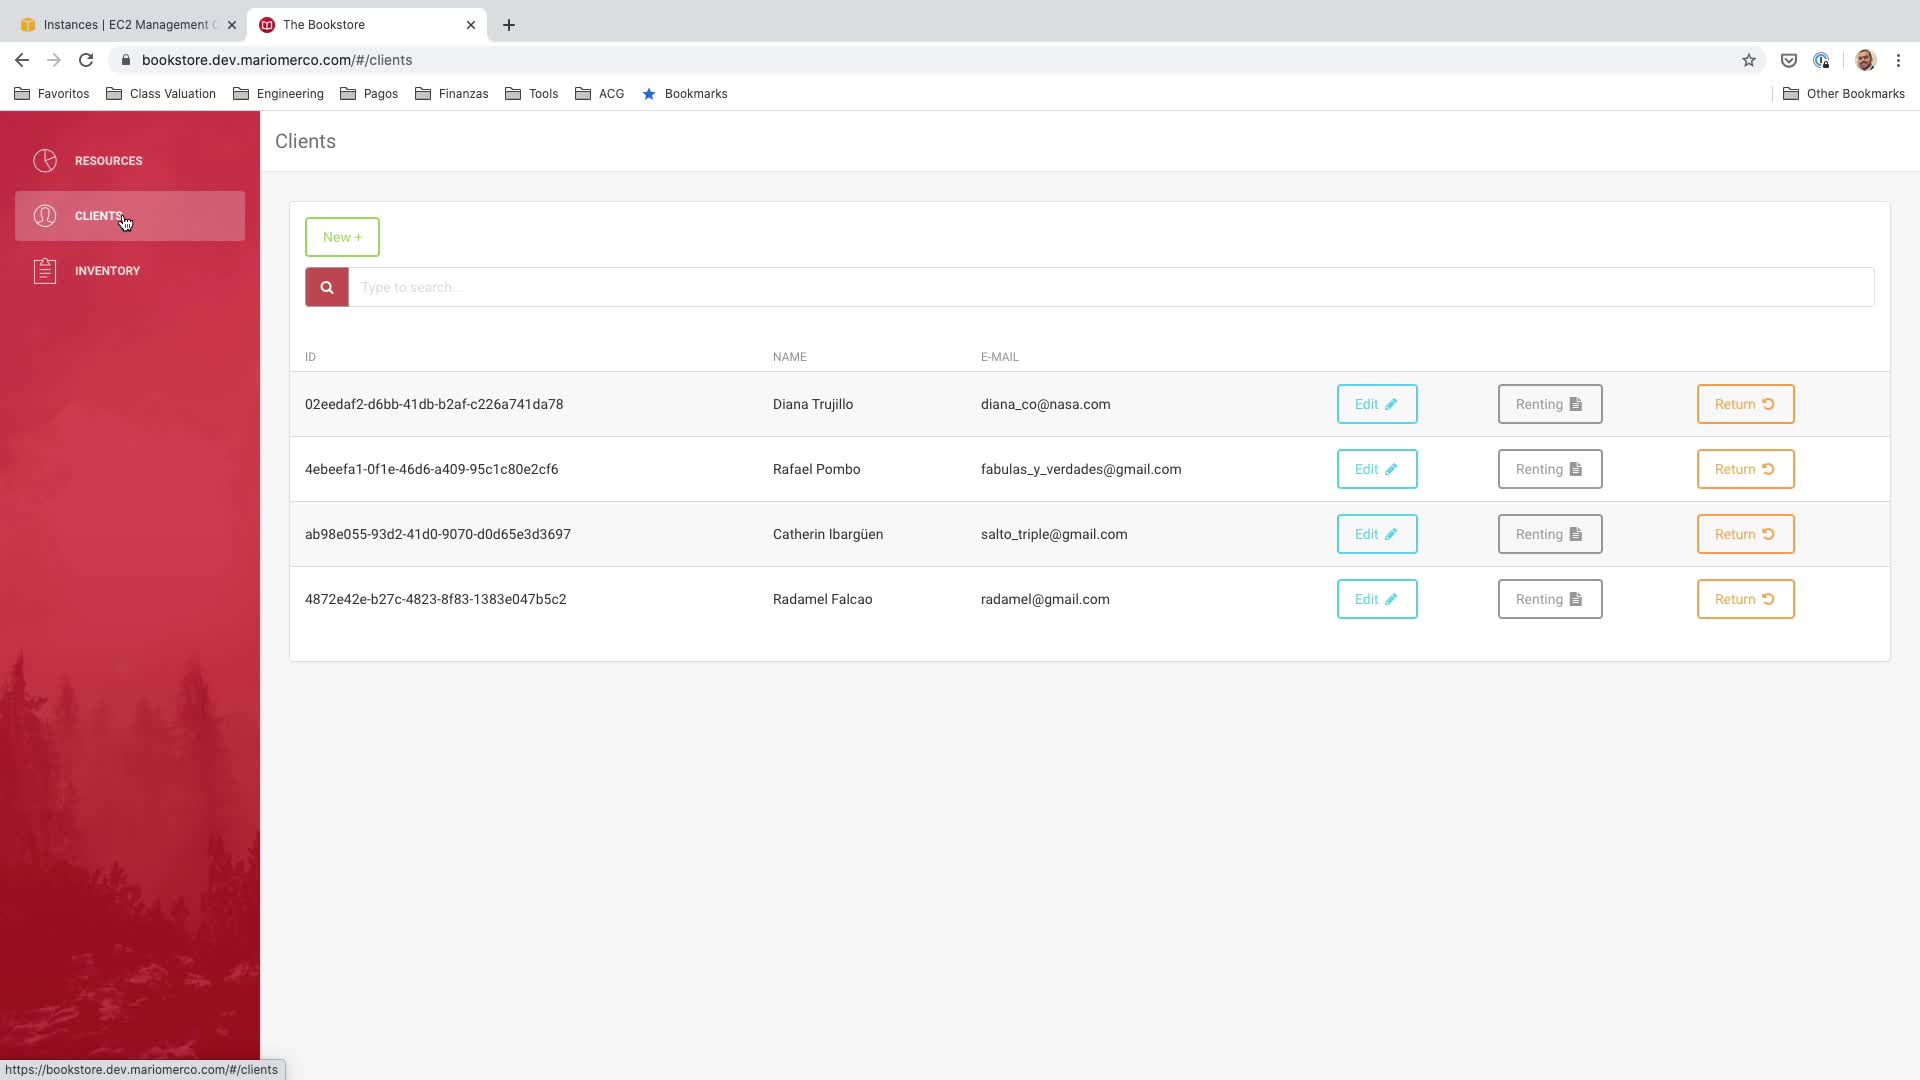 Instances | EC2 Management
The Bookstore
bookstore.dev.mariomerco.com/#/clients
Favoritos Class Valuation Engineering Pagos Finanzas Tools ACG Bookmarks Other Bookmarks
RESOURCES
CLIENTS
INVENTORY
Clients
New +
Type to search...
ID NAME E-MAIL
02eedaf2-d6bb-41db-b2af-c226a741da78 Diana Trujillo diana_co@nasa.com Edit Renting Return
4ebeefa1-0f1e-46d6-a409-95c1c80e2cf6 Rafael Pombo fabulas_y_verdades@gmail.com Edit Renting Return
ab98e055-93d2-41d0-9070-d0d65e3d3697 Catherin Ibargüen salto_triple@gmail.com Edit Renting Return
4872e42e-b27c-4823-8f83-1383e047b5c2 Radamel Falcao radamel@gmail.com Edit Renting Return
https://bookstore.dev.mariomerco.com/#/clients